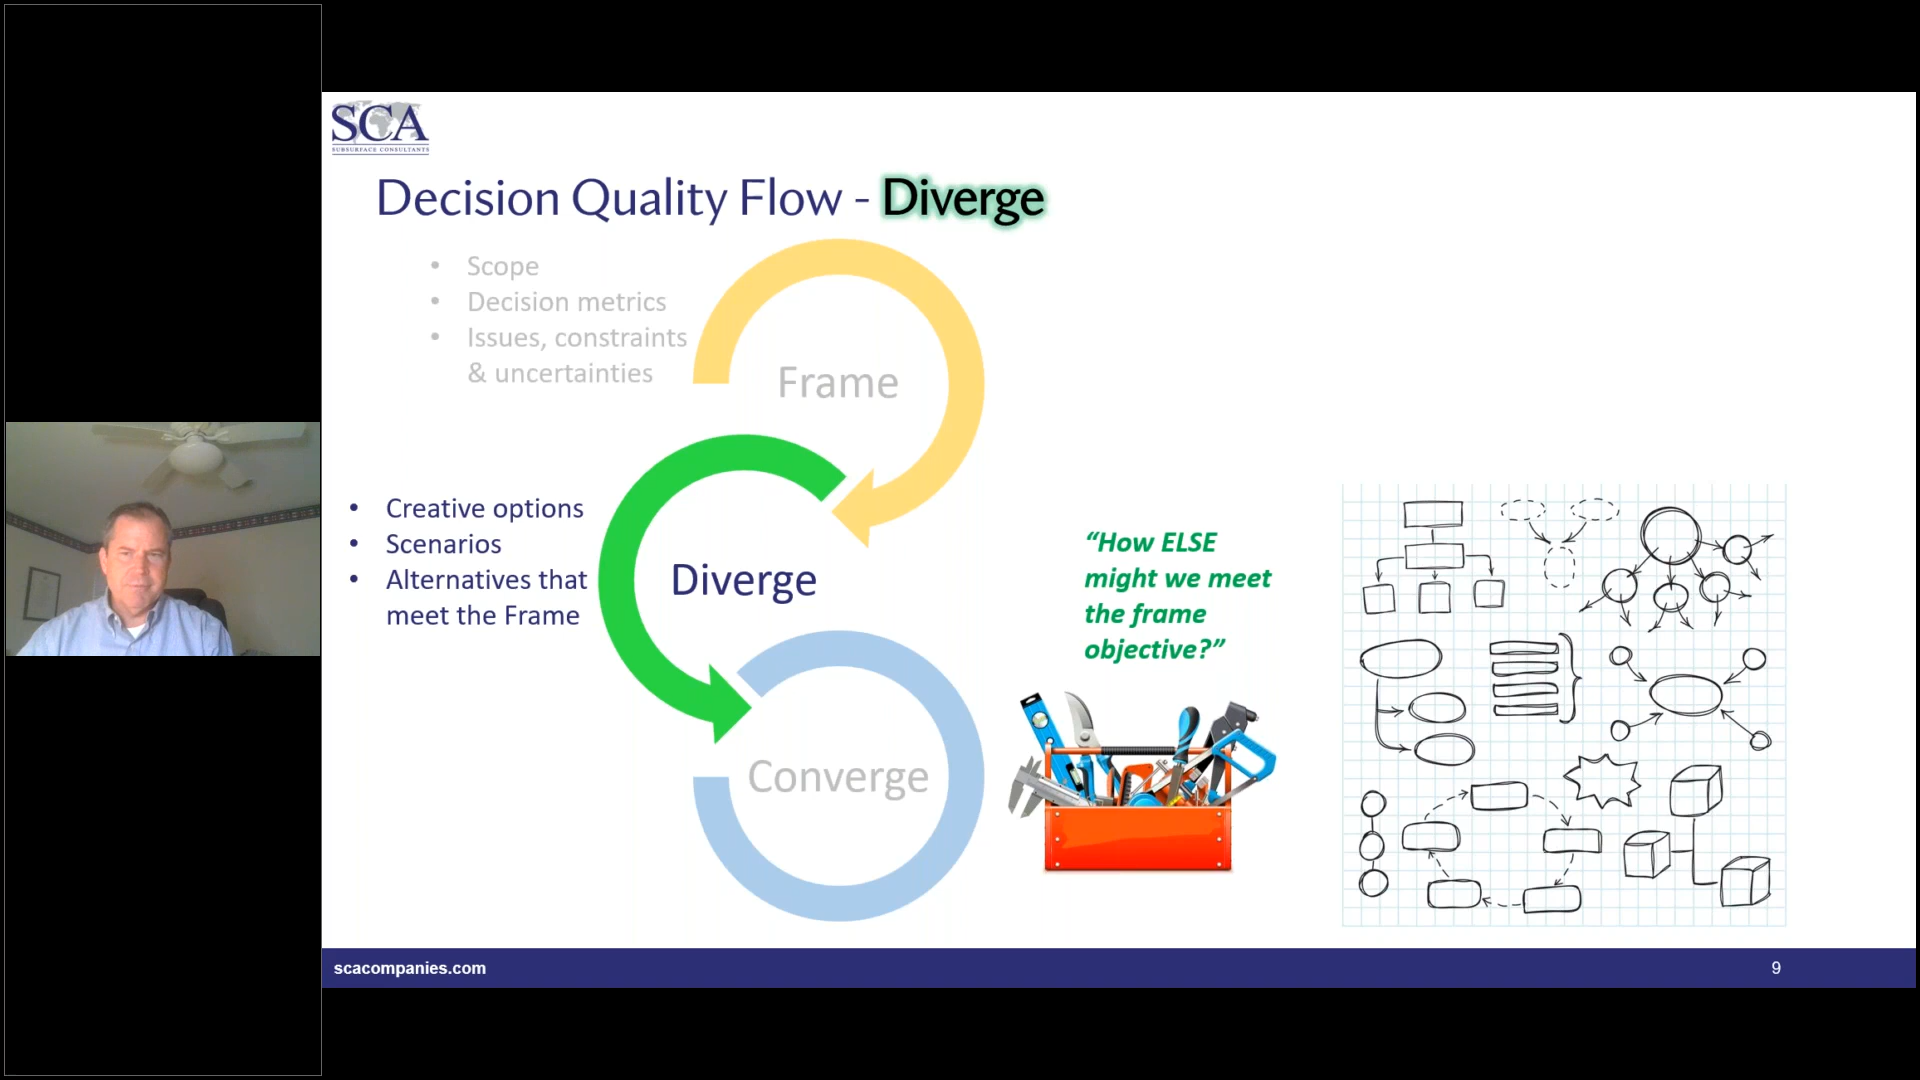 SCA
SUBSURFACE CONSULTANTS
Decision Quality Flow - Diverge
• Scope
• Decision metrics
• Issues, constraints
& uncertainties
Frame
• Creative options
• Scenarios
• Alternatives that
meet the Frame
Diverge
“How ELSE
might we meet
the frame
objective?”
Converge
scacompanies.com
9